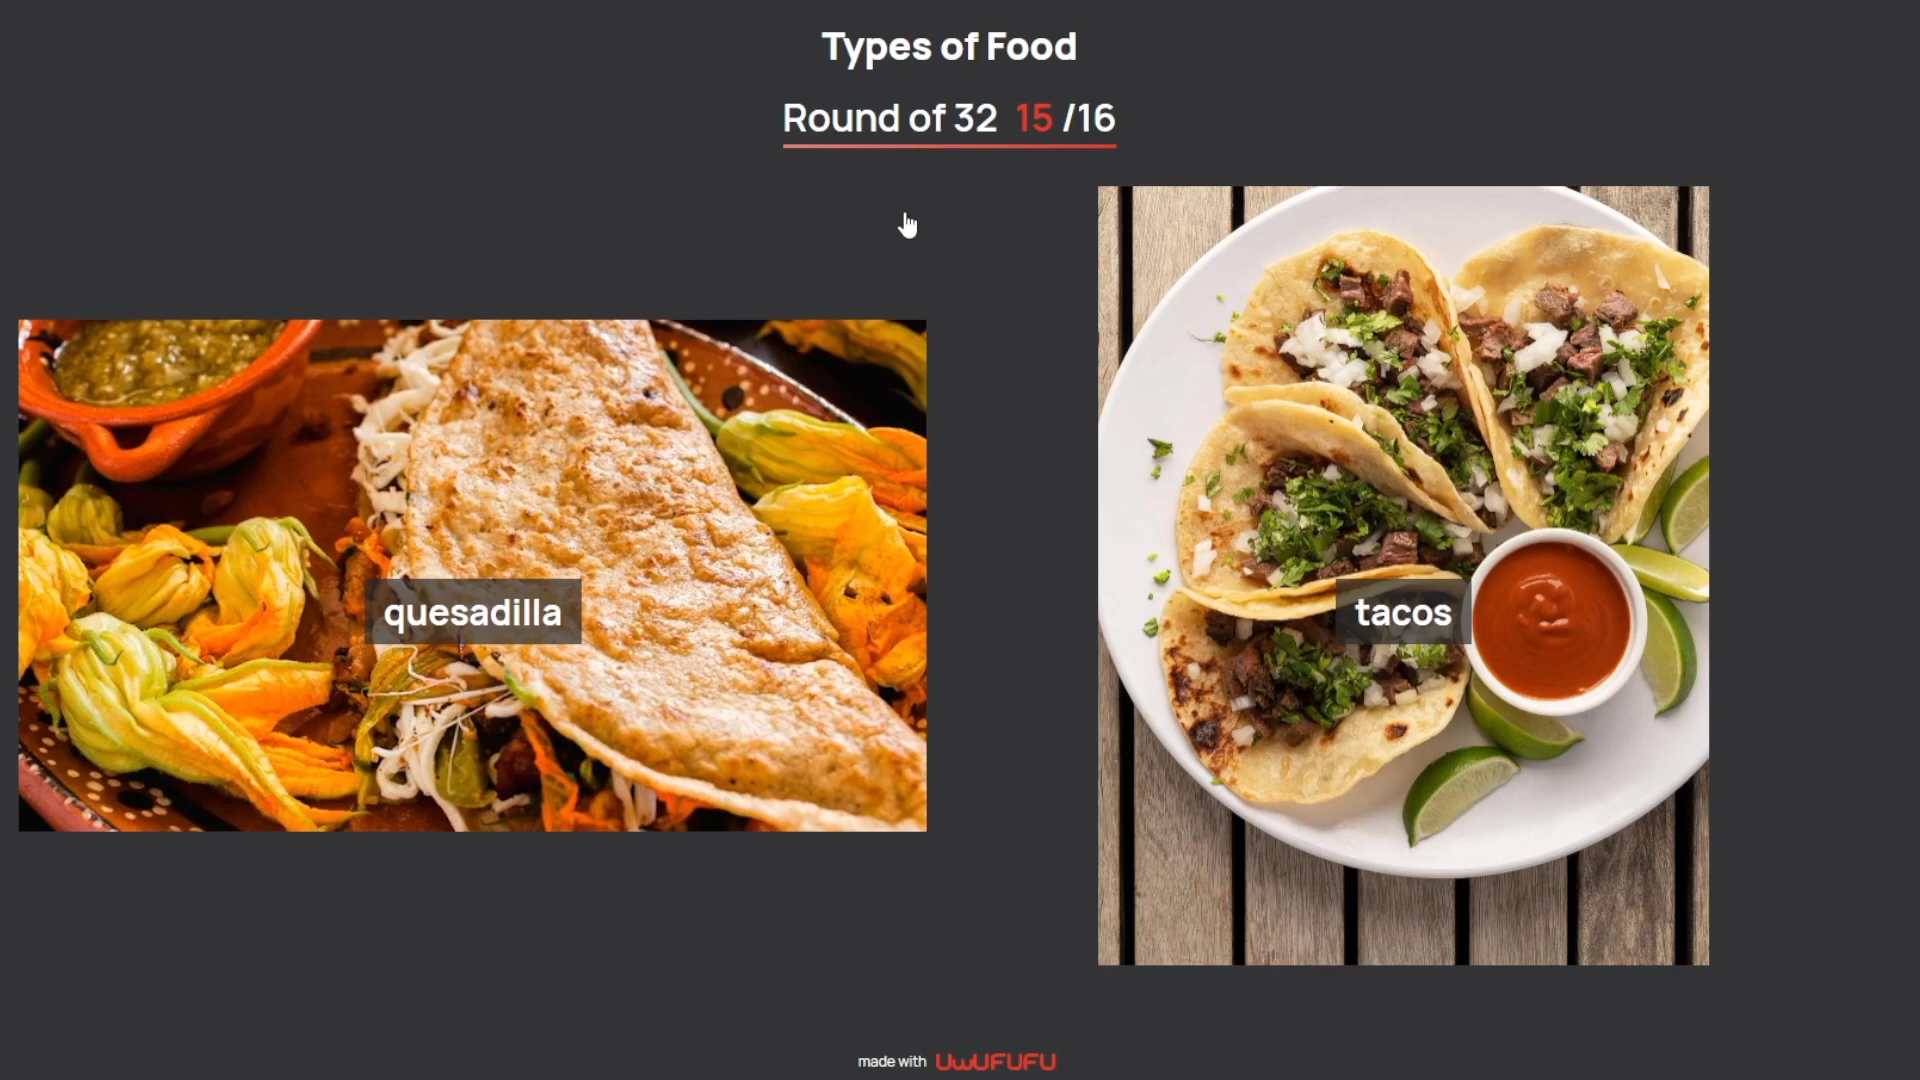 Types of Food
Round of 32 15 /16
quesadilla
tacos
made with UwUFUFU